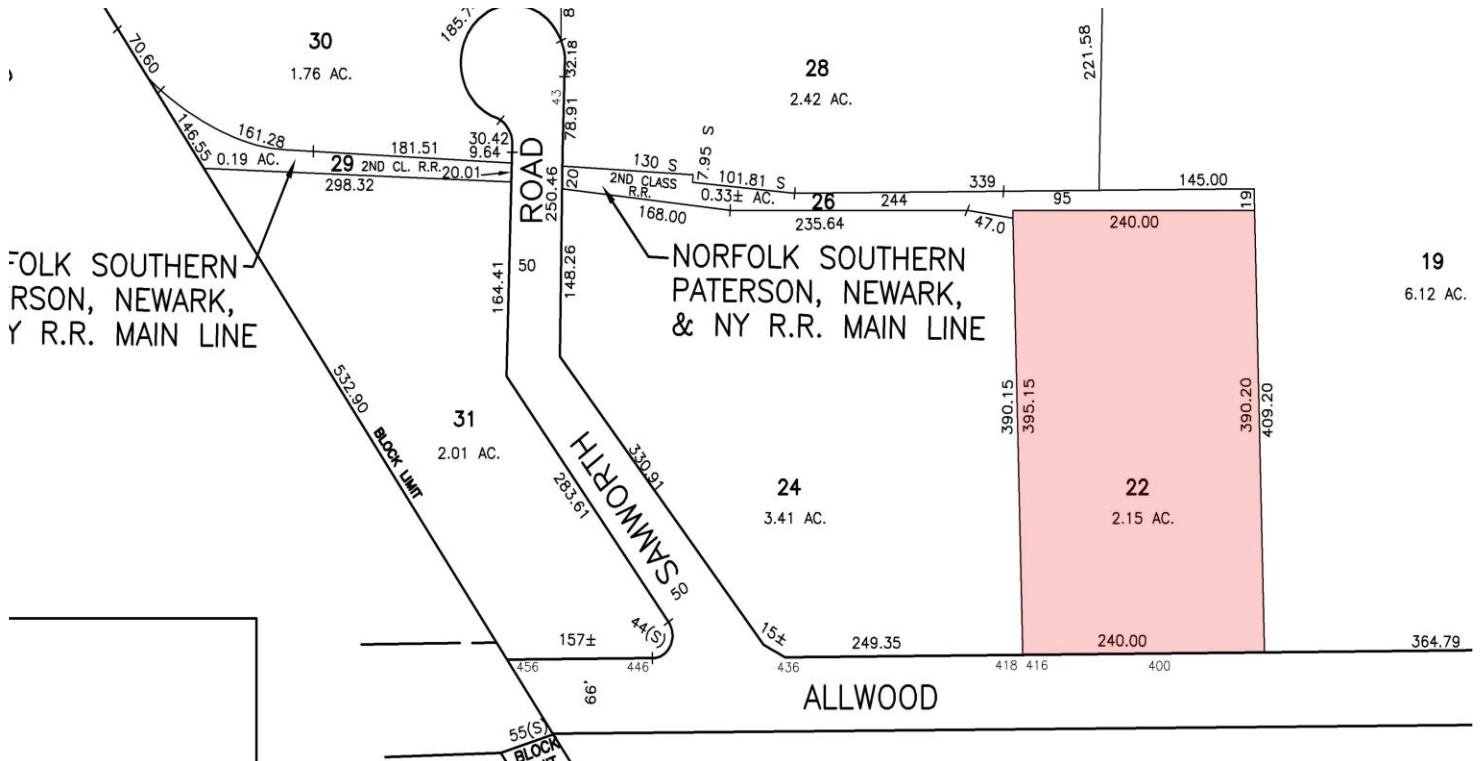 185.7
8
30
1.76 AC.
70.60
32.18
43
78.91
28
2.42 AC.
221.58
146.55
161.28
181.51
30.42
9.64
0.19 AC.
29
2ND CL. R.R.
20.01
298.32
ROAD
250.46
20
130 S
7.95 S
101.81 S
2ND CLASS
R.R.
0.33± AC.
26
339
244
95
145.00
19
168.00
235.64
47.0
240.00
FOLK SOUTHERN
RSON, NEWARK,
Y R.R. MAIN LINE
164.41
50
148.26
NORFOLK SOUTHERN
PATERSON, NEWARK,
& NY R.R. MAIN LINE
19
6.12 AC.
532.90
BLOCK LIMIT
31
2.01 AC.
283.61
SAMWORTH
50
330.91
390.15
395.15
390.20
409.20
24
3.41 AC.
22
2.15 AC.
157±
44(S)
15±
249.35
240.00
364.79
456
446
436
418
416
400
66'
ALLWOOD
55(S)
BLOCK